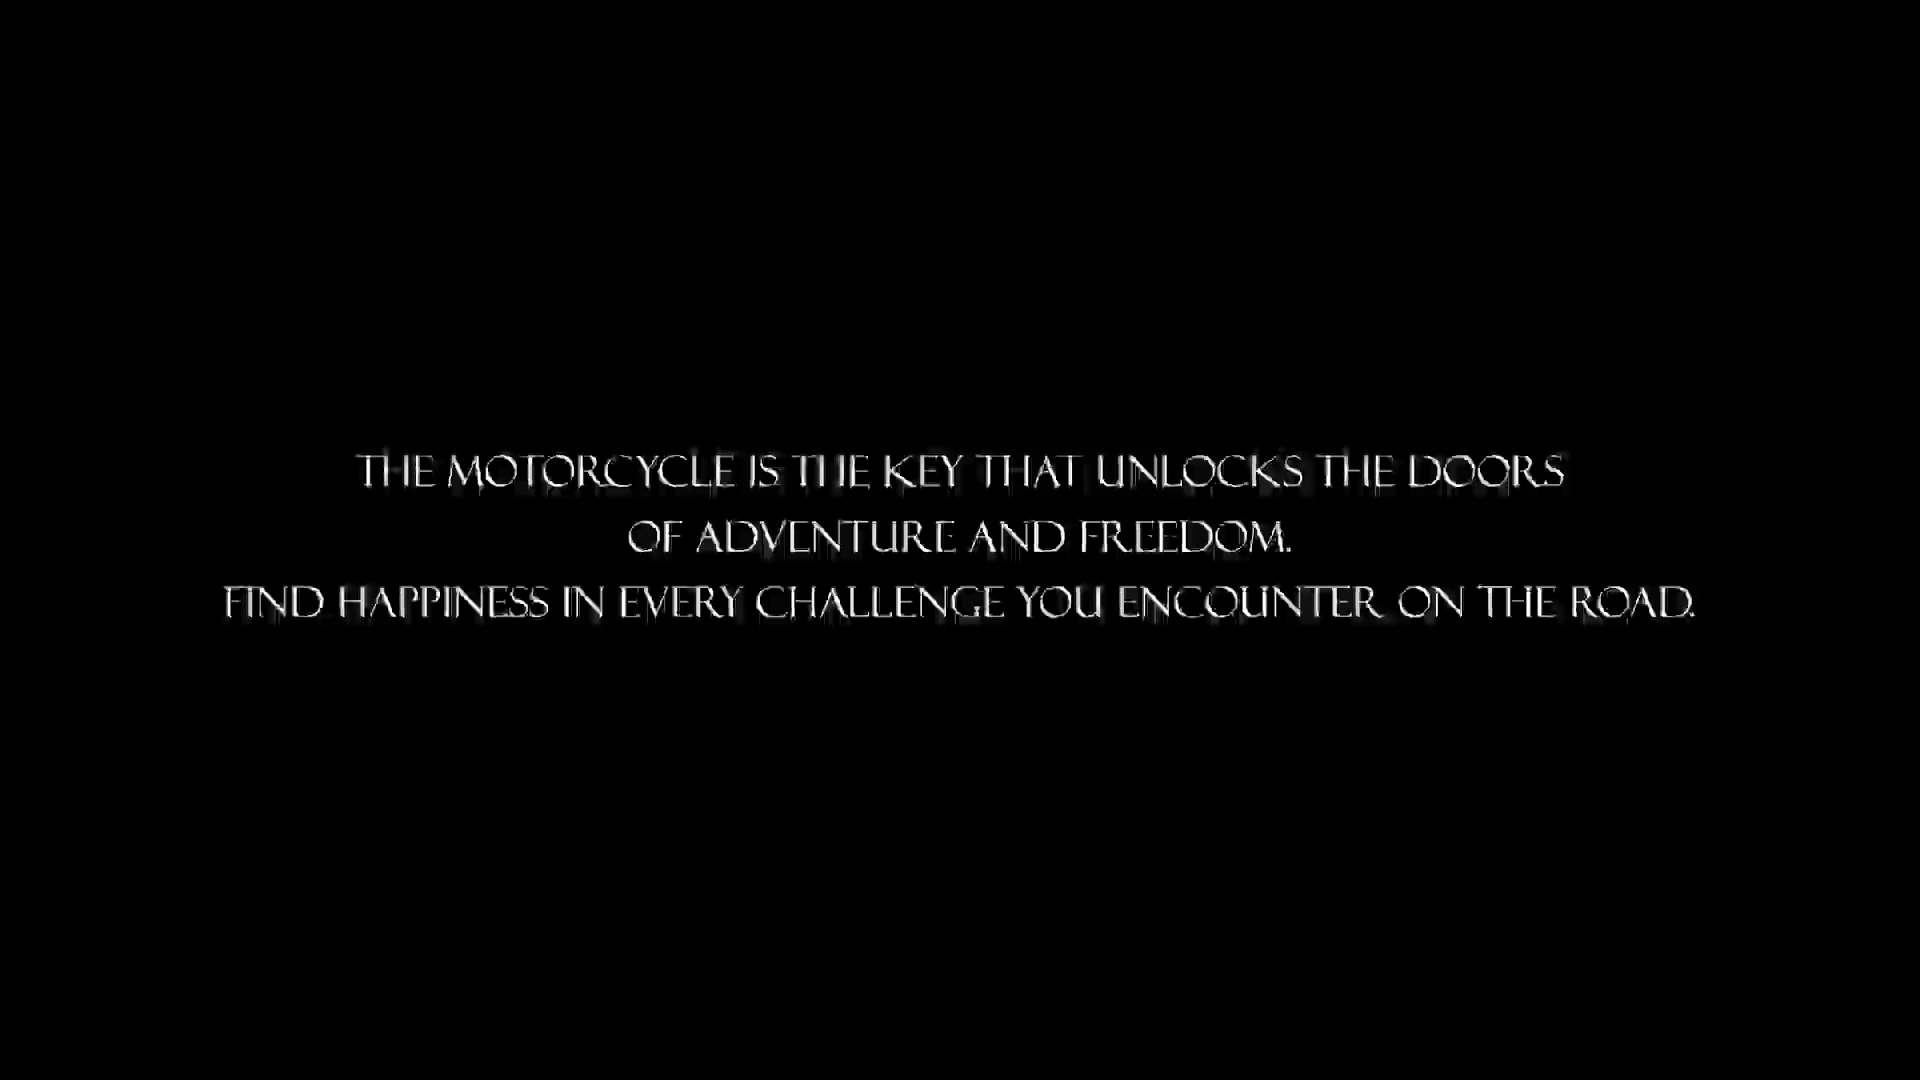 THE MOTORCYCLE IS THE KEY THAT UNLOCKS THE DOORS
OF ADVENTURE AND FREEDOM.
FIND HAPPINESS IN EVERY CHALLENGE YOU ENCOUNTER ON THE ROAD.